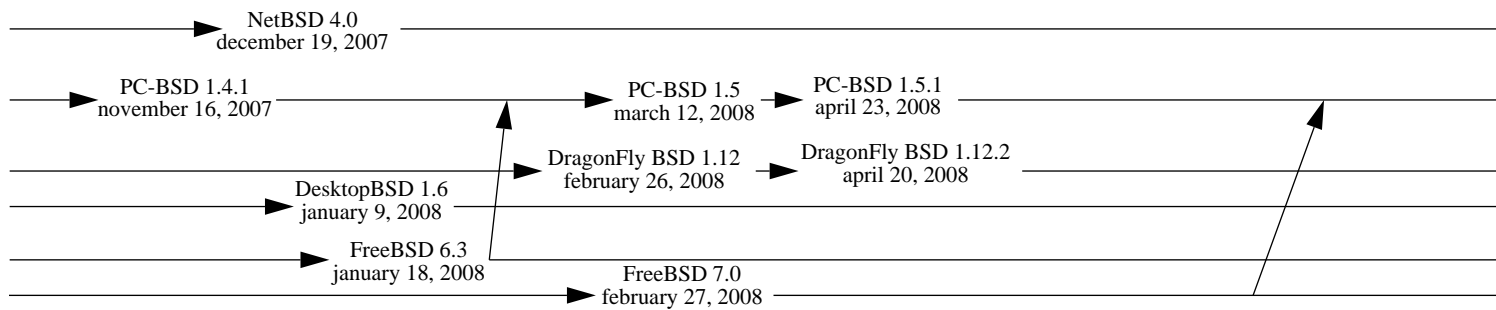 NetBSD 4.0
december 19, 2007
PC-BSD 1.4.1
november 16, 2007
PC-BSD 1.5
march 12, 2008
PC-BSD 1.5.1
april 23, 2008
DragonFly BSD 1.12
february 26, 2008
DragonFly BSD 1.12.2
april 20, 2008
DesktopBSD 1.6
january 9, 2008
FreeBSD 6.3
january 18, 2008
FreeBSD 7.0
february 27, 2008